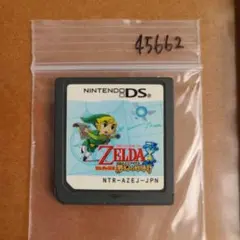 45662
NINTENDO DS
ZELDA
NTR-AZEJ-JPN